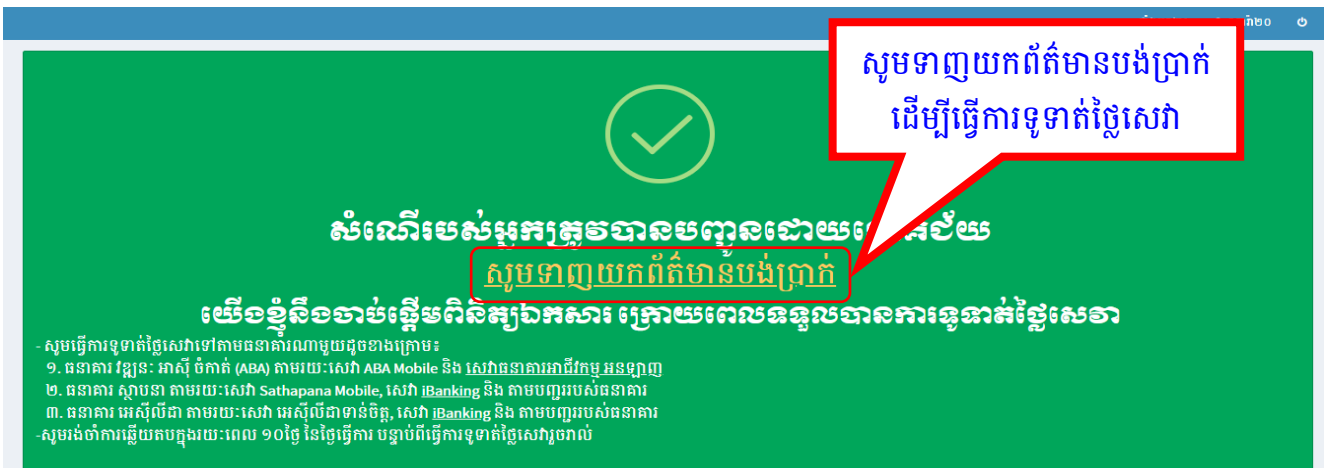 សូមទាញយកព័ត៌មានបង់ប្រាក់
ដើម្បីធ្វើការទូទាត់ថ្លៃសេវា
សំណើរបស់អ្នកត្រូវបានបញ្ជូនដោយ
សូមទាញយកព័ត៌មានបង់ប្រាក់
យើងខ្ញុំនឹងចាប់ផ្តើមពិនិត្យឯកសារ ក្រោយពេលទទួលបានការទូទាត់ថ្លៃសេវា
- សូមធ្វើការទូទាត់ថ្លៃសេវាទៅតាមធនាគារណាមួយដូចខាងក្រោម៖
១. ធនាគារ វឌ្ឍនៈ អាស៊ី ចំកាត់ (ABA) តាមរយៈសេវា ABA Mobile និង សេវាធនាគារអាជីវកម្ម អនឡាញ
២. ធនាគារ ស្ថាបនា តាមរយៈសេវា Sathapana Mobile, សេវា iBanking និង តាមបញ្ជររបស់ធនាគារ
៣. ធនាគារ អេស៊ីលីដា តាមរយៈសេវា អេស៊ីលីដាទាន់ចិត្ត, សេវា iBanking និង តាមបញ្ជររបស់ធនាគារ
-សូមរង់ចាំការឆ្លើយតបក្នុងរយៈពេល ១០ថ្ងៃ នៃថ្ងៃធ្វើការ បន្ទាប់ពីធ្វើការទូទាត់ថ្លៃសេវារួចរាល់